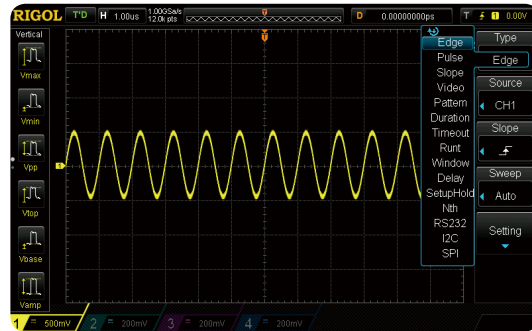 RIGOL T'D H 1.00us 1.00GSa/s 12.0k pts D 0.00000000ps T 1 0.00V
Vertical
Vmax
Vmin
Vpp
Vtop
Vbase
Vamp
Edge
Pulse
Slope
Video
Pattern
Duration
Timeout
Runt
Window
Delay
SetupHold
Nth
RS232
I2C
SPI
Type
Edge
Source
CH1
Slope
Sweep
Auto
Setting
1 = 500mV 2 = 200mV 3 = 200mV 4 = 200mV